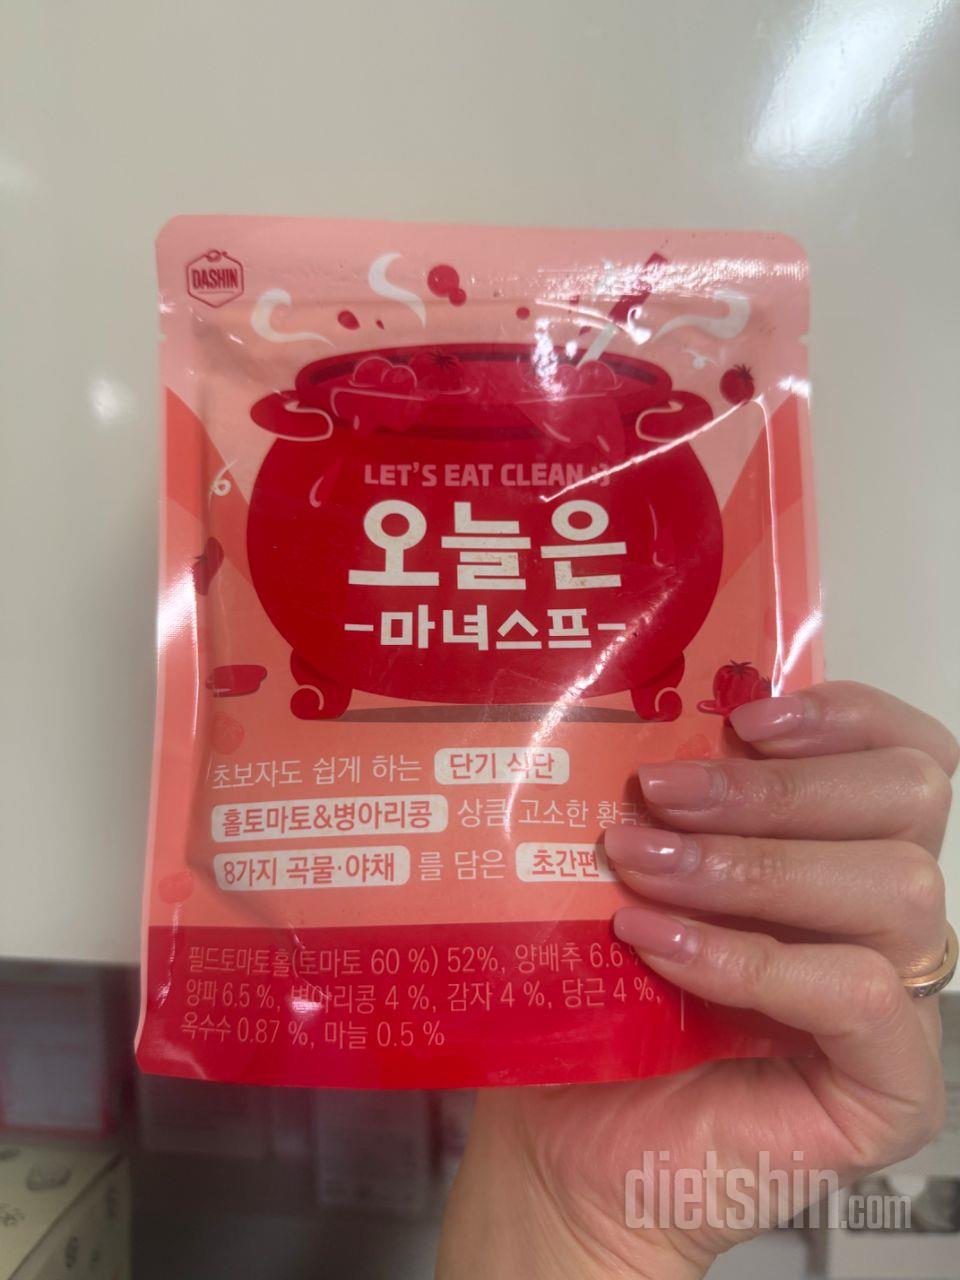 DASHIN
LET'S EAT CLEAN :)
오늘은
-마녀스프-
초보자도 쉽게 하는 단기 식단
홀토마토&병아리콩 상큼 고소한
8가지 곡물·야채 를 담은 초간편
필드토마토홀(토마토 60 %) 52%, 양배추 6.6
양파 6.5 %, 병아리콩 4 %, 감자 4 %, 당근 4 %,
옥수수 0.87 %, 마늘 0.5 %
dietshin.com